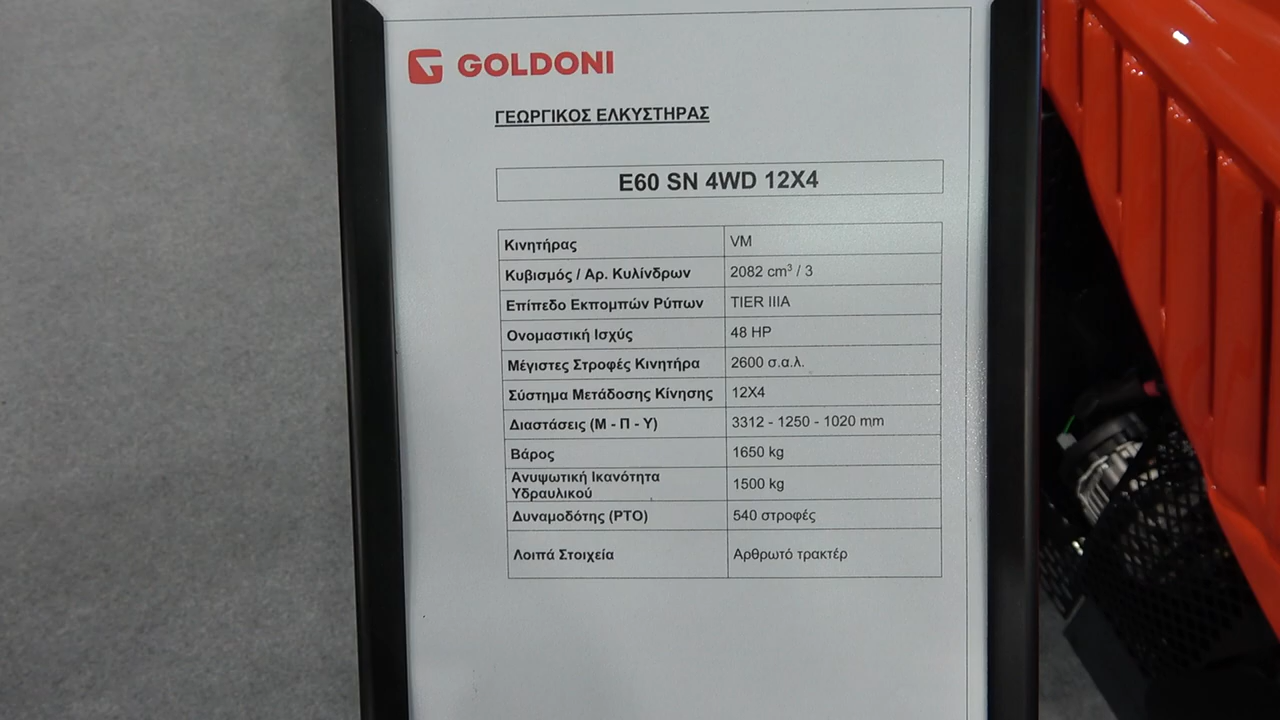 GOLDONI
ΓΕΩΡΓΙΚΟΣ ΕΛΚΥΣΤΗΡΑΣ
E60 SN 4WD 12X4
Κινητήρας VM
Κυβισμός / Αρ. Κυλίνδρων 2082 cm³ / 3
Επίπεδο Εκπομπών Ρύπων TIER IIIA
Ονομαστική Ισχύς 48 HP
Μέγιστες Στροφές Κινητήρα 2600 σ.α.λ.
Σύστημα Μετάδοσης Κίνησης 12X4
Διαστάσεις (Μ - Π - Υ) 3312 - 1250 - 1020 mm
Βάρος 1650 kg
Ανυψωτική Ικανότητα
Υδραυλικού 1500 kg
Δυναμοδότης (PTO) 540 στροφές
Λοιπά Στοιχεία Αρθρωτό τρακτέρ